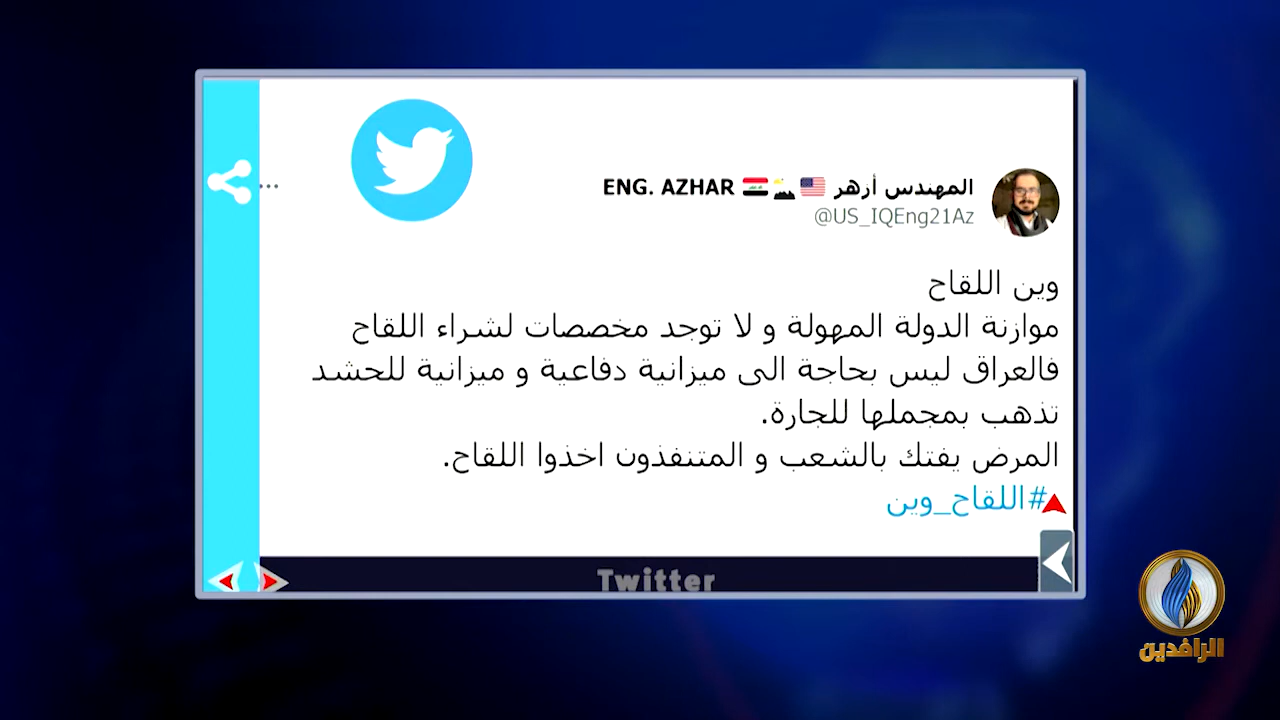 المهندس أزهر ENG. AZHAR
@US_IQEng21Az
...
وين اللقاح
موازنة الدولة المهولة و لا توجد مخصصات لشراء اللقاح
فالعراق ليس بحاجة الى ميزانية دفاعية و ميزانية للحشد
تذهب بمجملها للجارة.
المرض يفتك بالشعب و المتنفذون اخذوا اللقاح.
#اللقاح_وين
Twitter
الرافدين